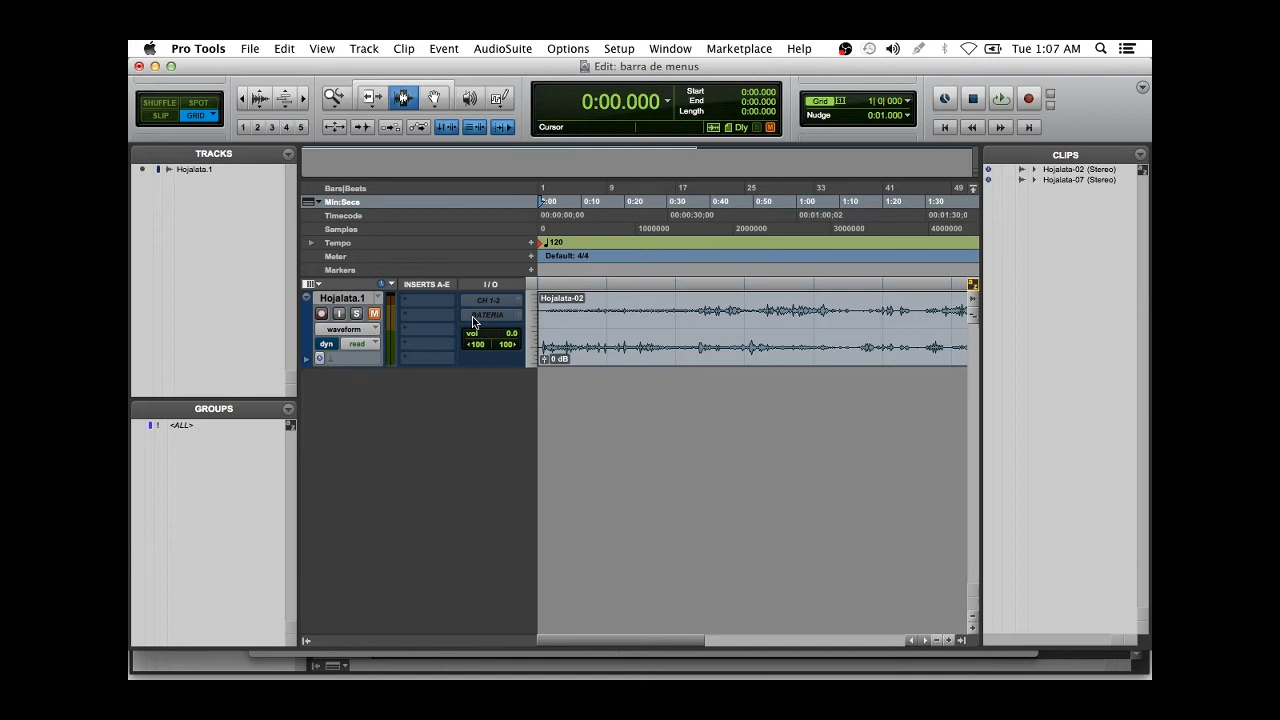 Pro Tools File Edit View Track Clip Event AudioSuite Options Setup Window Marketplace Help Tue 1:07 AM
Edit: barra de menus
SHUFFLE SPOT
SLIP GRID
1 2 3 4 5
0:00.000
Start 0:00.000
End 0:00.000
Length 0:00.000
Cursor
Dly
M
Grid 1| 0| 000
Nudge 0:01.000
TRACKS
Hojalata.1
GROUPS
! <ALL>
Bars|Beats 1 9 17 25 33 41 49
Min:Secs 0:00 0:10 0:20 0:30 0:40 0:50 1:00 1:10 1:20 1:30
Timecode 00:00:00;00 00:00:30;00 00:01:00;02 00:01:30;0
Samples 0 1000000 2000000 3000000 4000000
Tempo 120
Meter Default: 4/4
Markers
INSERTS A-E I / O
Hojalata.1
I S M
waveform
dyn read
CH 1-2
BATERIA
vol 0.0
‹100 100›
Hojalata-02
0 dB
CLIPS
Hojalata-02 (Stereo)
Hojalata-07 (Stereo)